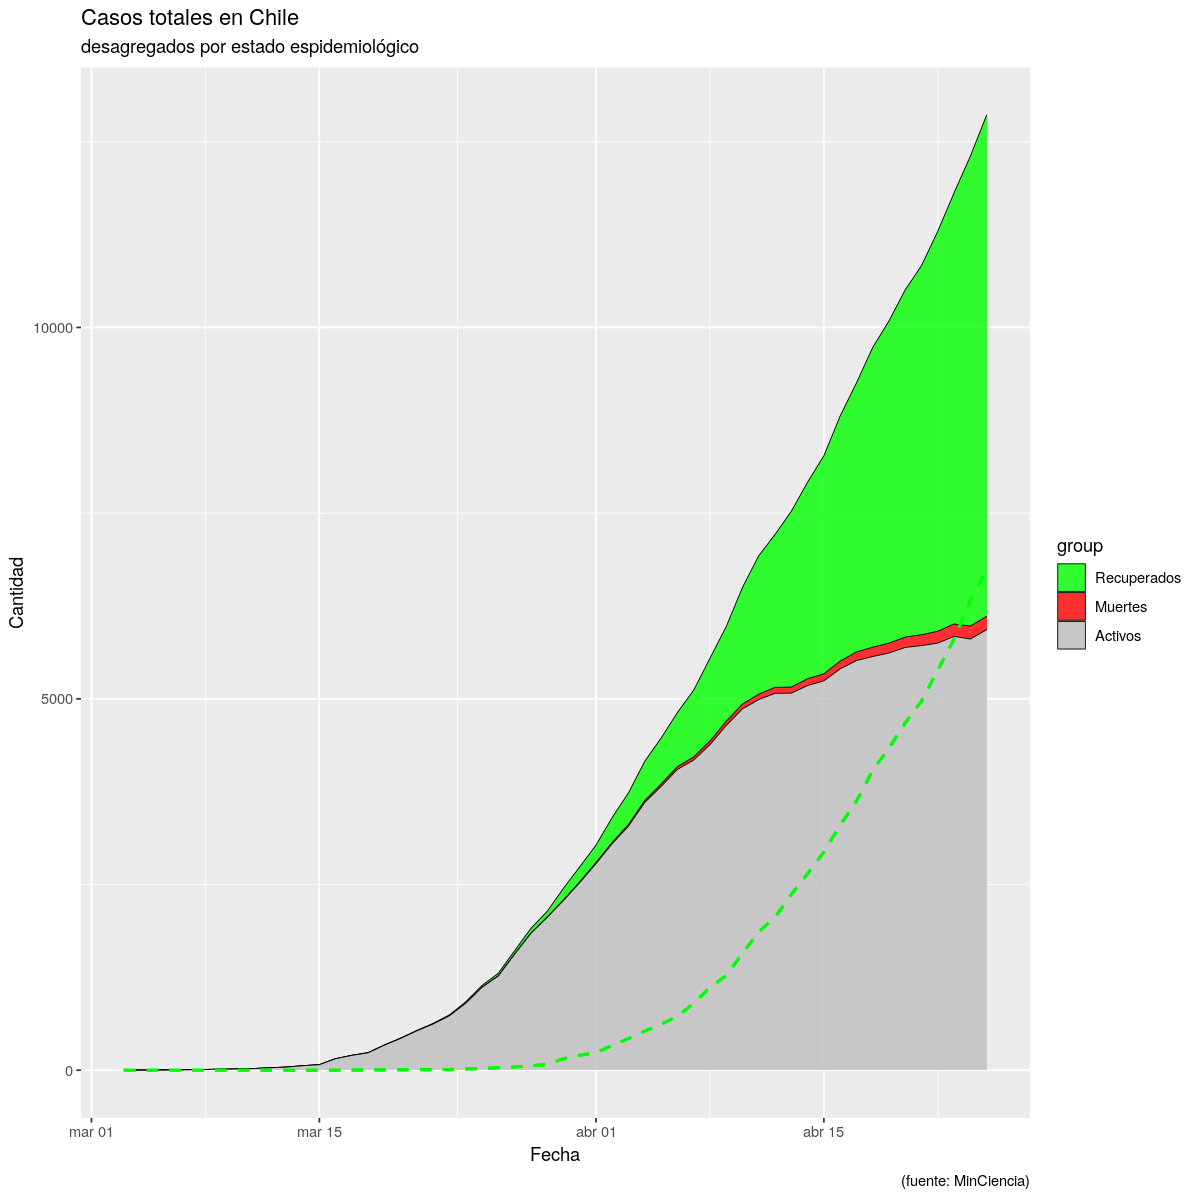 Casos totales en Chile
desagregados por estado espidemiológico
Cantidad
10000
5000
0
mar 01
mar 15
abr 01
abr 15
Fecha
group
Recuperados
Muertes
Activos
(fuente: MinCiencia)